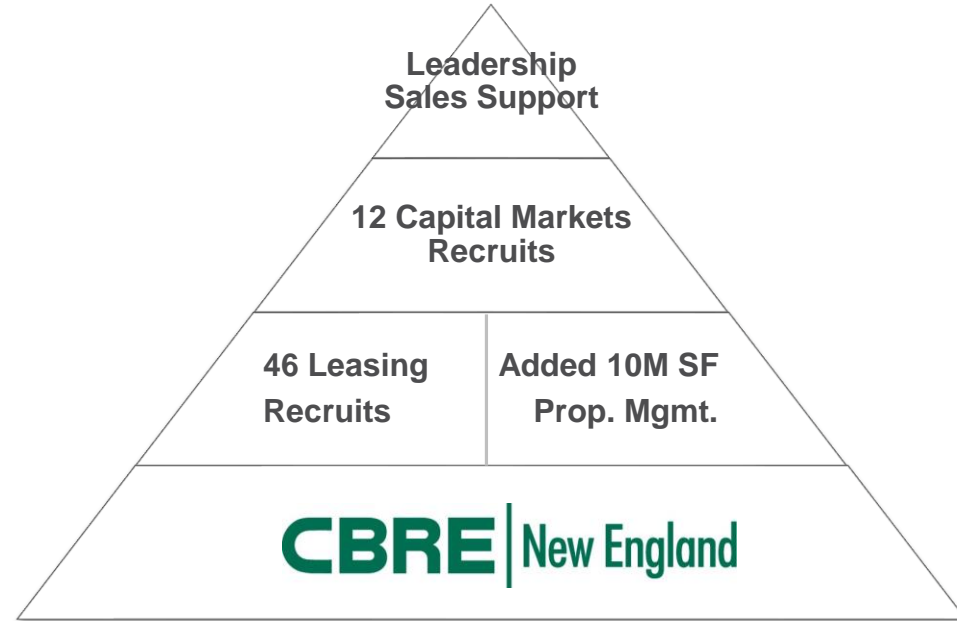 Leadership
Sales Support
12 Capital Markets
Recruits
46 Leasing
Recruits
Added 10M SF
Prop. Mgmt.
CBRE New England